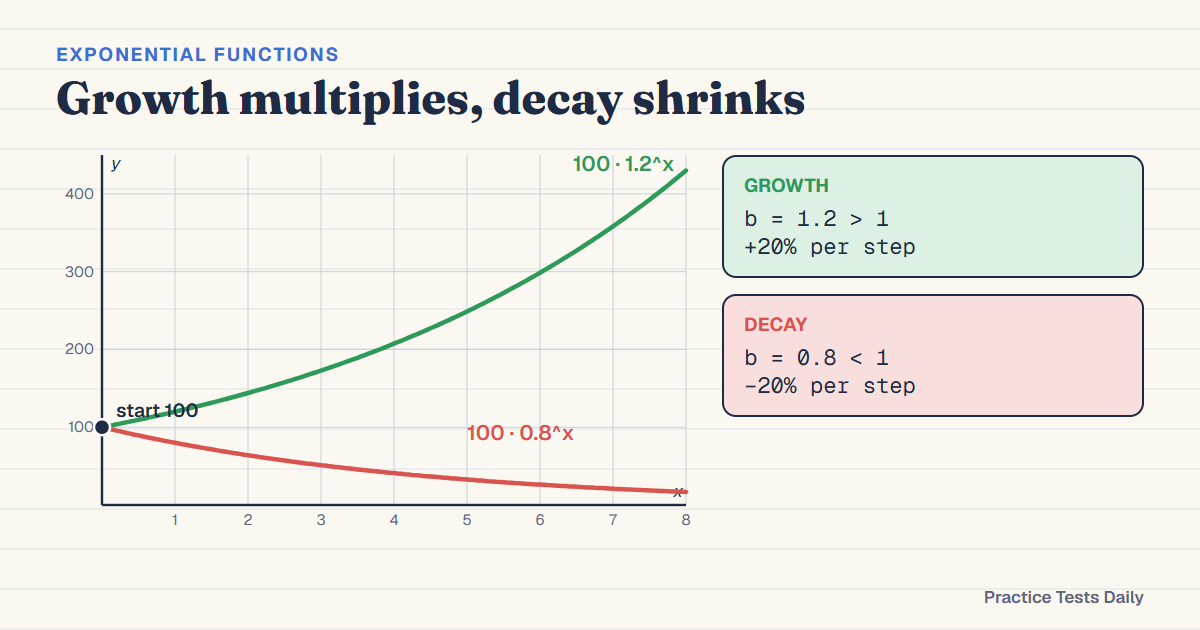 EXPONENTIAL FUNCTIONS
Growth multiplies, decay shrinks
y
100 · 1.2^x
400
300
200
100
start 100
100 · 0.8^x
x
1 2 3 4 5 6 7 8
GROWTH
b = 1.2 > 1
+20% per step
DECAY
b = 0.8 < 1
−20% per step
Practice Tests Daily